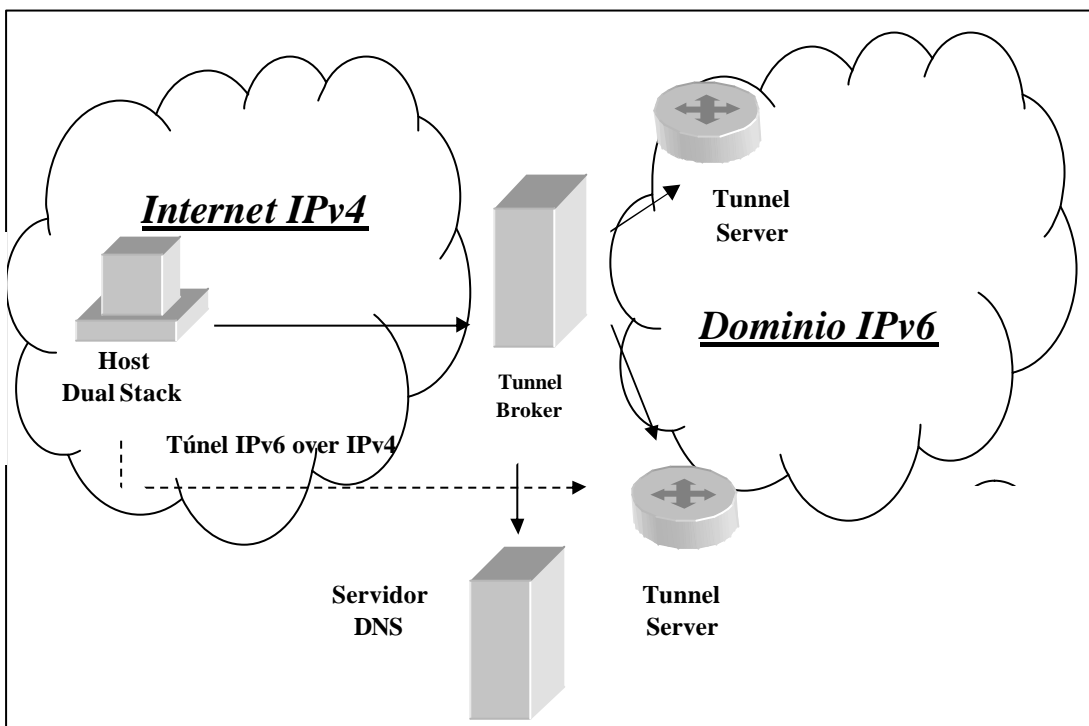 Internet IPv4
Host
Dual Stack
Túnel IPv6 over IPv4
Tunnel
Broker
Tunnel
Server
Dominio IPv6
Servidor
DNS
Tunnel
Server